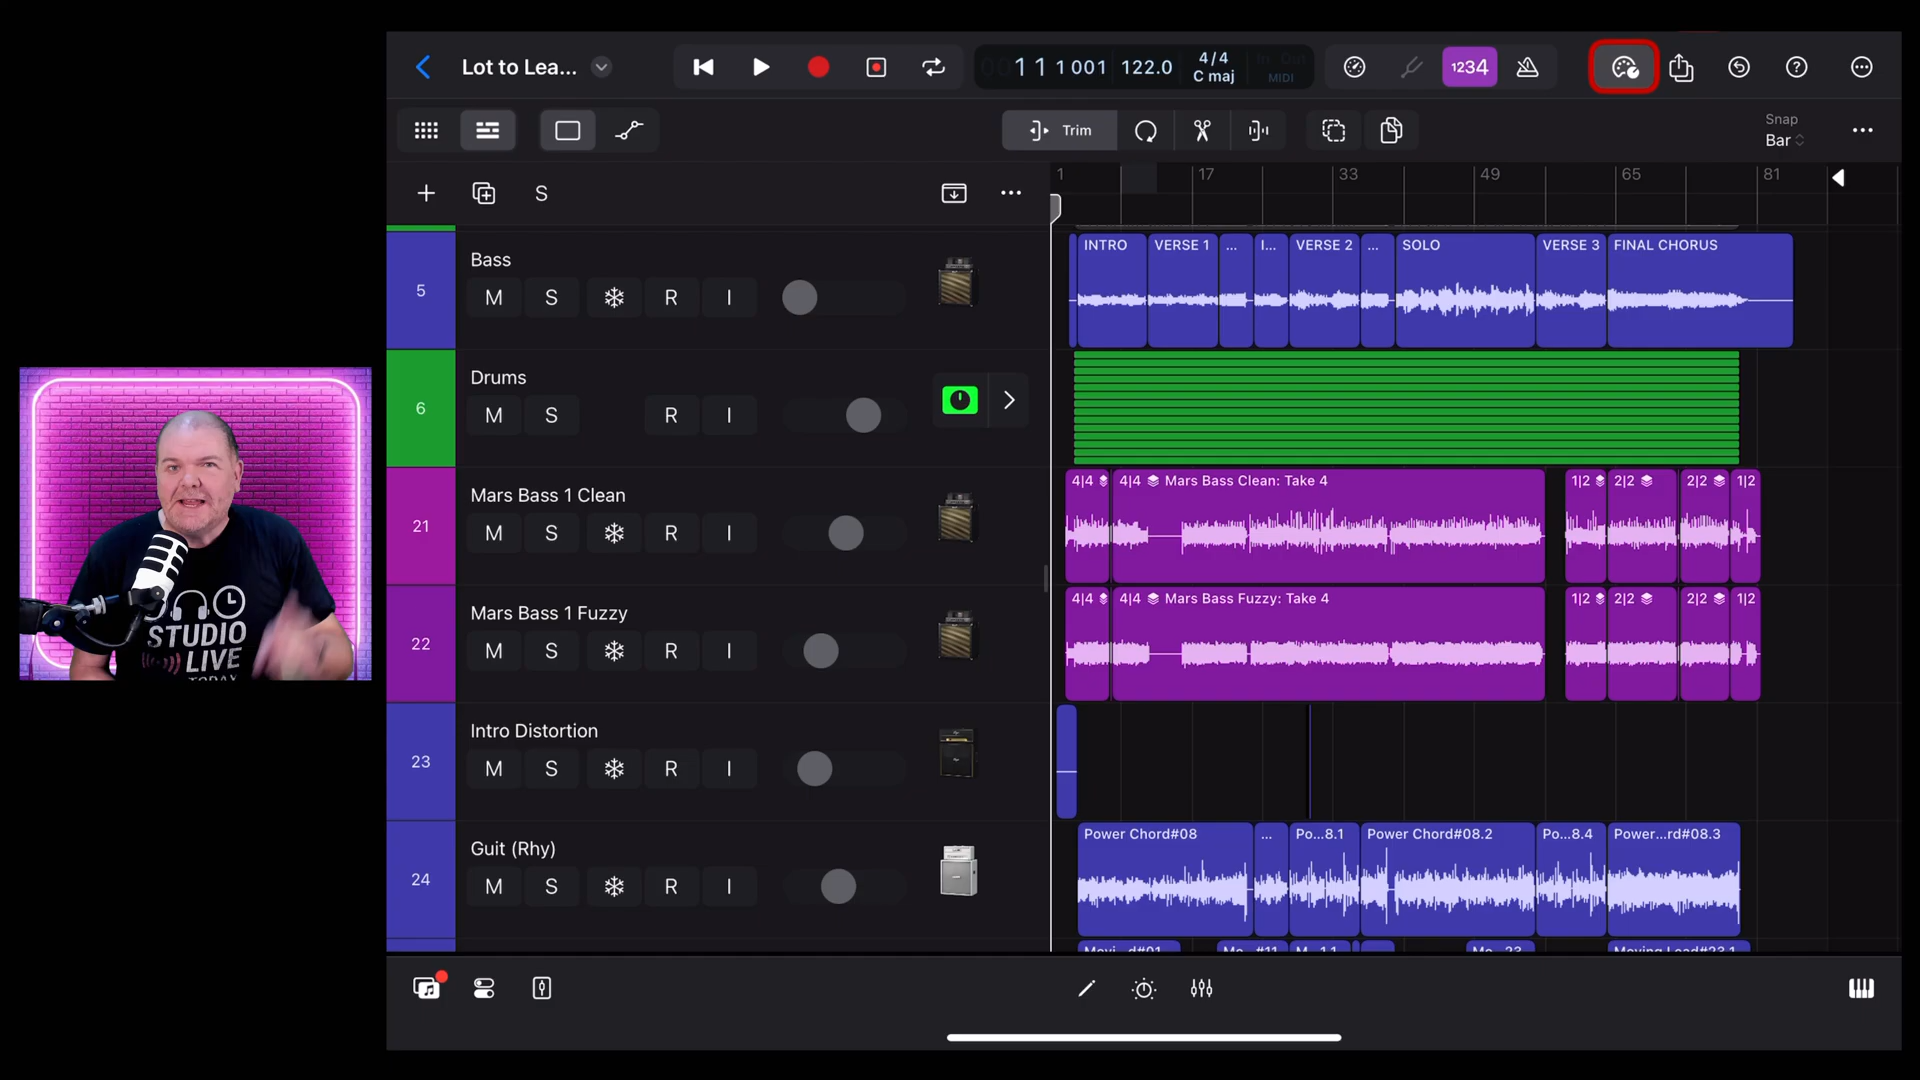 Lot to Lea...
11 1 001
122.0
4/4
C maj
In Out
MIDI
1234
Trim
Snap
Bar
S
1 17 33 49 65 81
5
Bass
M S R I
INTRO VERSE 1 ... I... VERSE 2 ... SOLO VERSE 3 FINAL CHORUS
6
Drums
M S R I
21
Mars Bass 1 Clean
M S R I
4|4 4|4 Mars Bass Clean: Take 4 1|2 2|2 2|2 1|2
22
Mars Bass 1 Fuzzy
M S R I
4|4 4|4 Mars Bass Fuzzy: Take 4 1|2 2|2 2|2 1|2
23
Intro Distortion
M S R I
24
Guit (Rhy)
M S R I
Power Chord#08 ... Po...8.1 Power Chord#08.2 Po...8.4 Power...rd#08.3
STUDIO
LIVE
TODAY